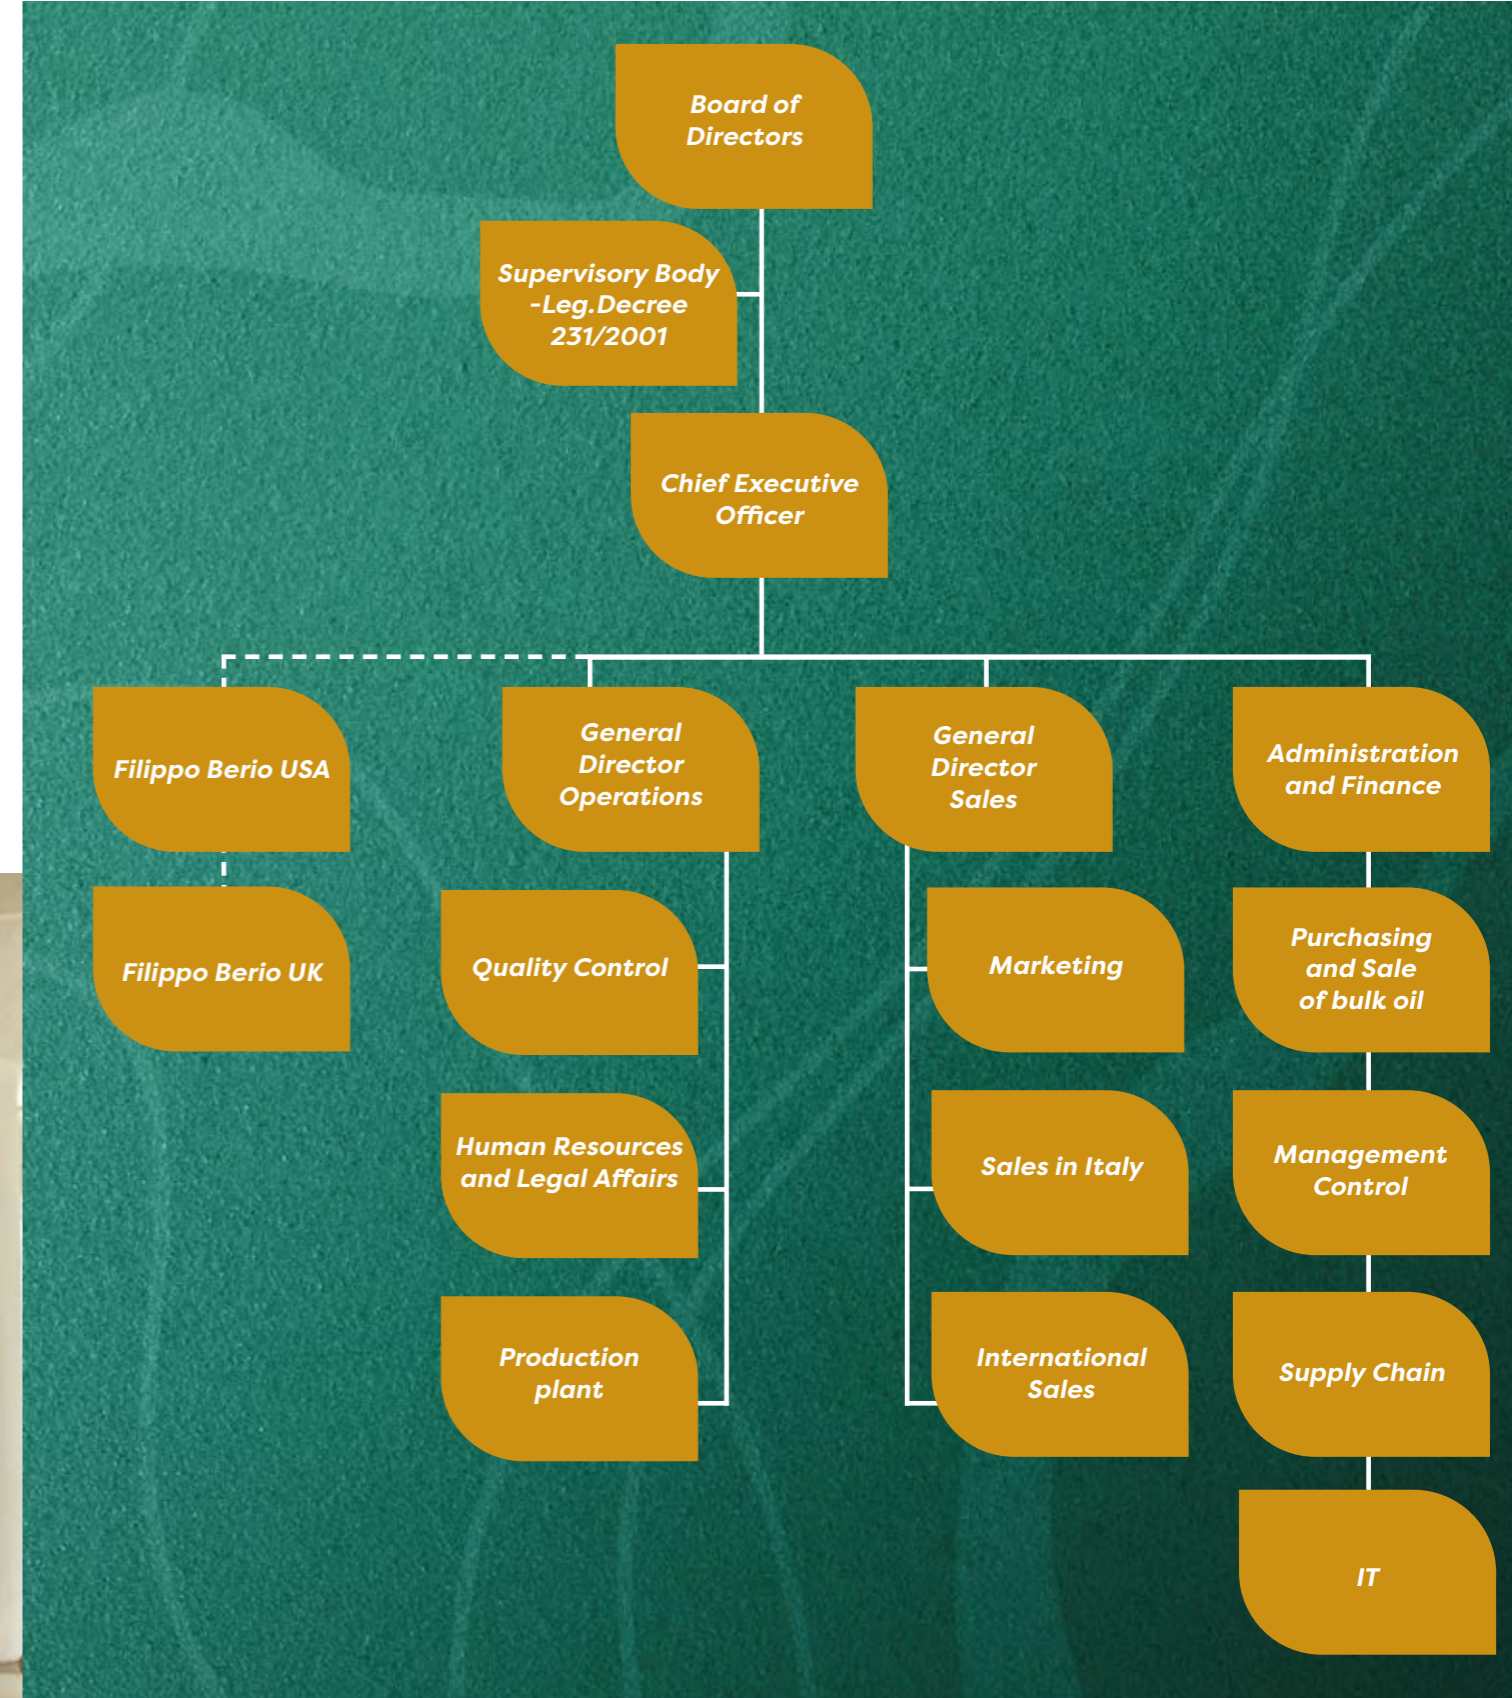 Board of
Directors
Supervisory Body
-Leg.Decree
231/2001
Chief Executive
Officer
Filippo Berio USA
General
Director
Operations
General
Director
Sales
Administration
and Finance
Filippo Berio UK
Quality Control
Marketing
Purchasing
and Sale
of bulk oil
Human Resources
and Legal Affairs
Sales in Italy
Management
Control
Production
plant
International
Sales
Supply Chain
IT